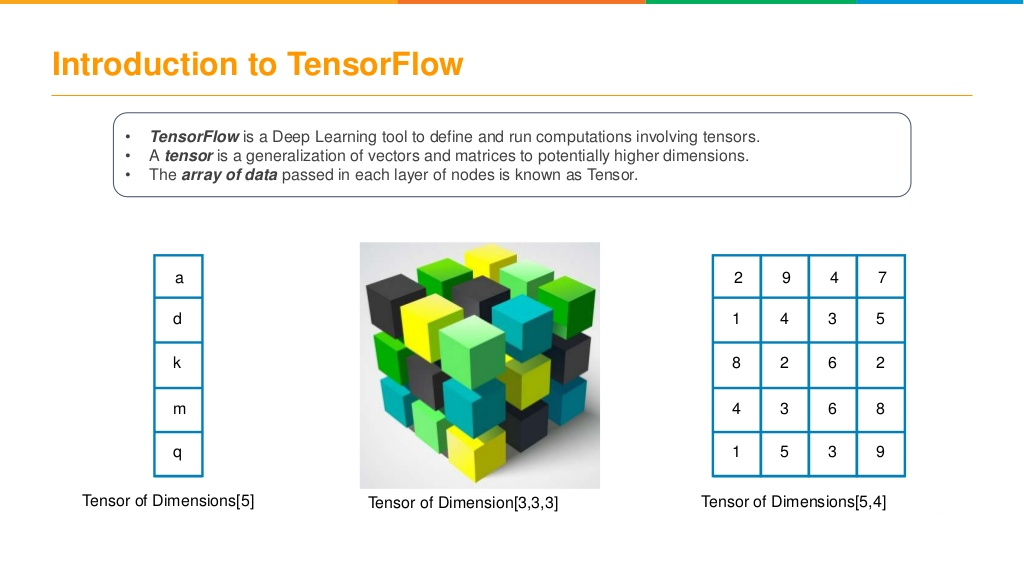 Introduction to TensorFlow
• TensorFlow is a Deep Learning tool to define and run computations involving tensors.
• A tensor is a generalization of vectors and matrices to potentially higher dimensions.
• The array of data passed in each layer of nodes is known as Tensor.
a
d
k
m
q
Tensor of Dimensions[5]
Tensor of Dimension[3,3,3]
2 9 4 7
1 4 3 5
8 2 6 2
4 3 6 8
1 5 3 9
Tensor of Dimensions[5,4]